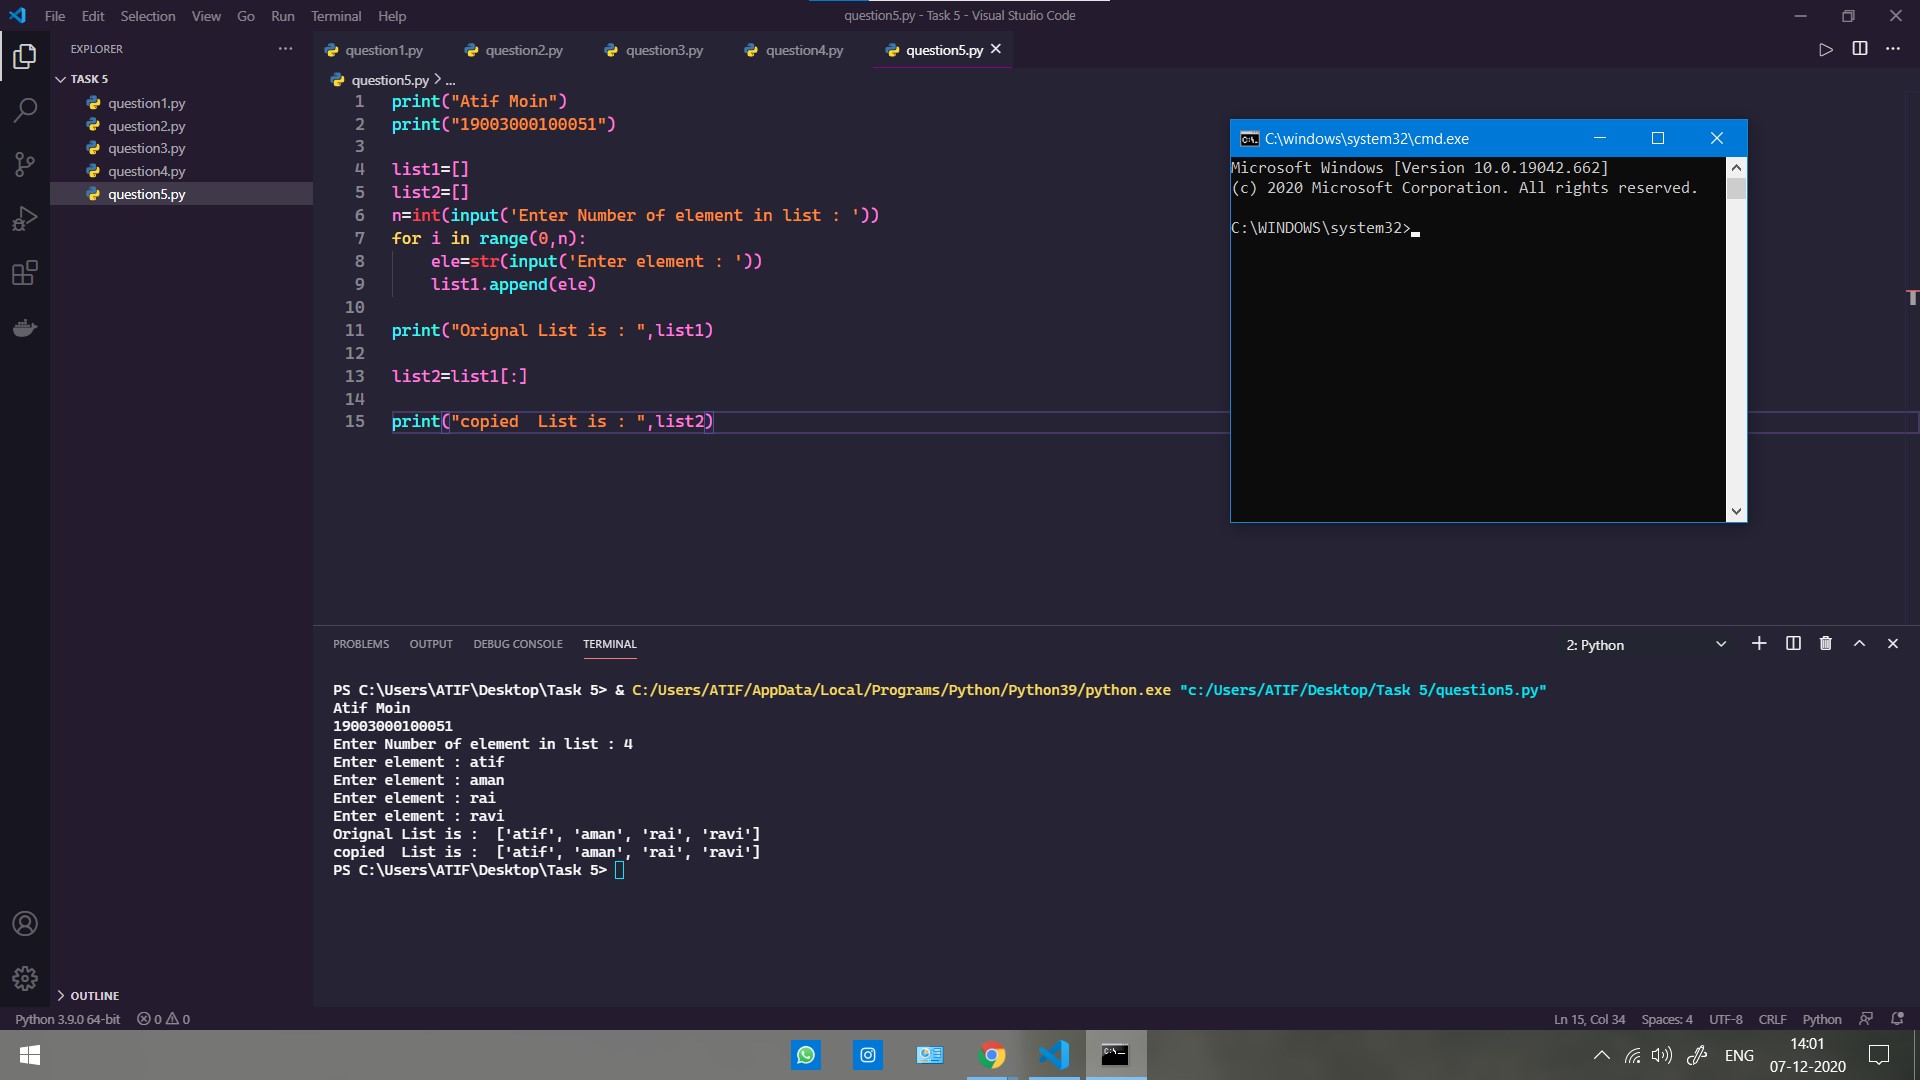 File Edit Selection View Go Run Terminal Help
question5.py - Task 5 - Visual Studio Code
EXPLORER
TASK 5
question1.py
question2.py
question3.py
question4.py
question5.py
question1.py question2.py question3.py question4.py question5.py
question5.py > ...
1 print("Atif Moin")
2 print("19003000100051")
3
4 list1=[]
5 list2=[]
6 n=int(input('Enter Number of element in list : '))
7 for i in range(0,n):
8     ele=str(input('Enter element : '))
9     list1.append(ele)
10
11 print("Orignal List is : ",list1)
12
13 list2=list1[:]
14
15 print("copied  List is : ",list2)
C:\windows\system32\cmd.exe
Microsoft Windows [Version 10.0.19042.662]
(c) 2020 Microsoft Corporation. All rights reserved.
C:\WINDOWS\system32>
PROBLEMS OUTPUT DEBUG CONSOLE TERMINAL
2: Python
PS C:\Users\ATIF\Desktop\Task 5> & C:/Users/ATIF/AppData/Local/Programs/Python/Python39/python.exe "c:/Users/ATIF/Desktop/Task 5/question5.py"
Atif Moin
19003000100051
Enter Number of element in list : 4
Enter element : atif
Enter element : aman
Enter element : rai
Enter element : ravi
Orignal List is :  ['atif', 'aman', 'rai', 'ravi']
copied  List is :  ['atif', 'aman', 'rai', 'ravi']
PS C:\Users\ATIF\Desktop\Task 5>
OUTLINE
Python 3.9.0 64-bit 0 0
Ln 15, Col 34 Spaces: 4 UTF-8 CRLF Python
ENG
14:01
07-12-2020